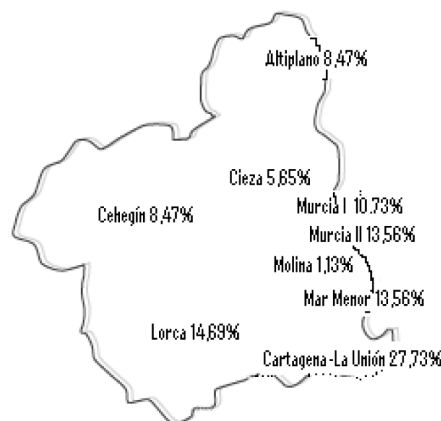 Altiplano 8,47%
Cieza 5,65%
Cehegín 8,47%
Murcia I 10.73%
Murcia II 13,56%
Molina 1,13%
Mar Menor 13,56%
Lorca 14,69%
Cartagena-La Unión 27,73%